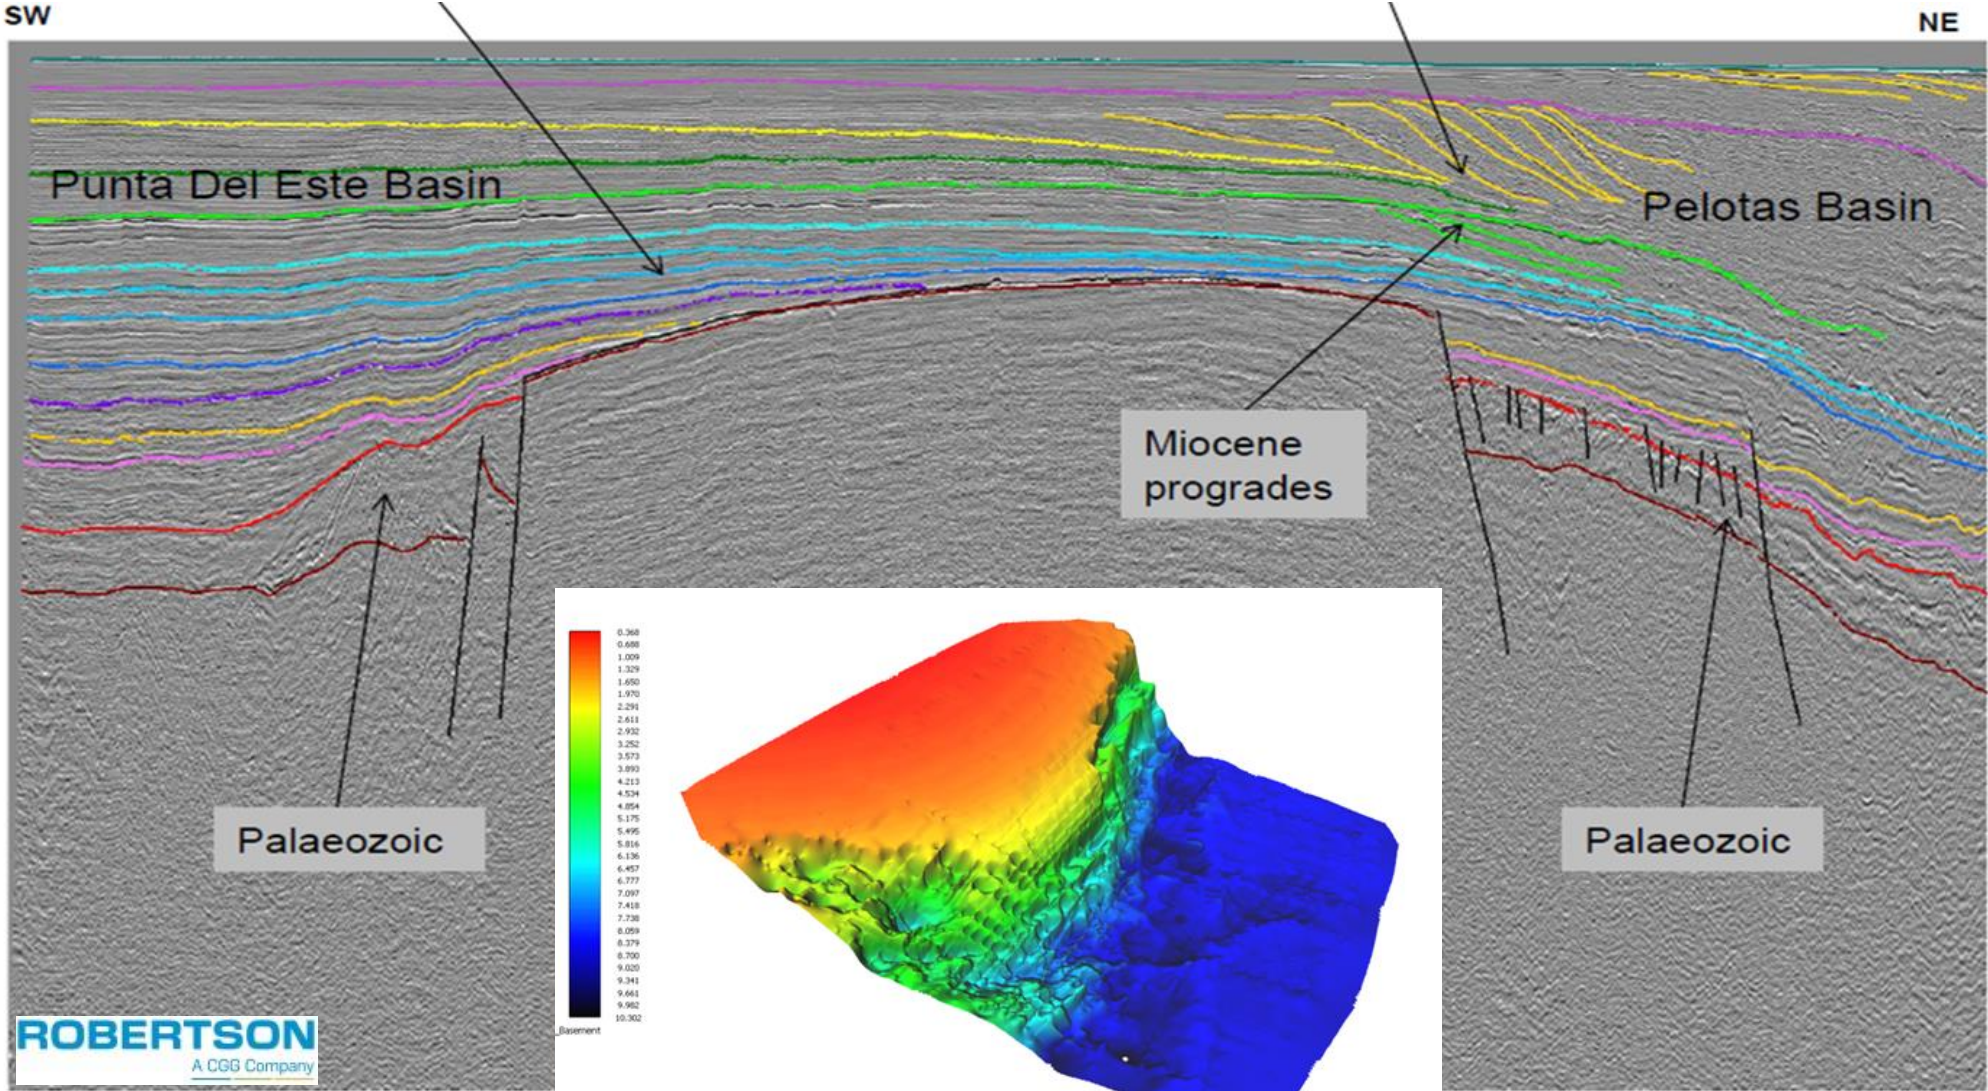 SW
NE
Punta Del Este Basin
Pelotas Basin
Miocene
progrades
Palaeozoic
Palaeozoic
0.368
0.688
1.009
1.329
1.650
1.970
2.291
2.611
2.932
3.252
3.573
3.893
4.213
4.534
4.854
5.175
5.495
5.816
6.136
6.457
6.777
7.097
7.418
7.738
8.059
8.379
8.700
9.020
9.341
9.661
9.982
10.302
_Basement
ROBERTSON
A CGG Company